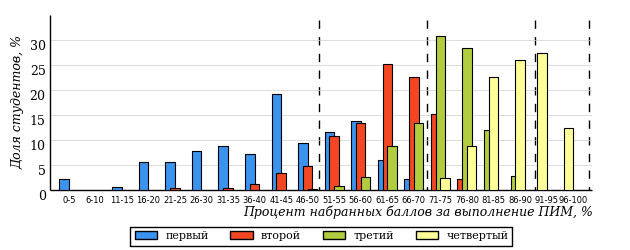 Доля студентов, %
30
25
20
15
10
5
0
0-5 6-10 11-15 16-20 21-25 26-30 31-35 36-40 41-45 46-50 51-55 56-60 61-65 66-70 71-75 76-80 81-85 86-90 91-95 96-100
Процент набранных баллов за выполнение ПИМ, %
первый второй третий четвертый